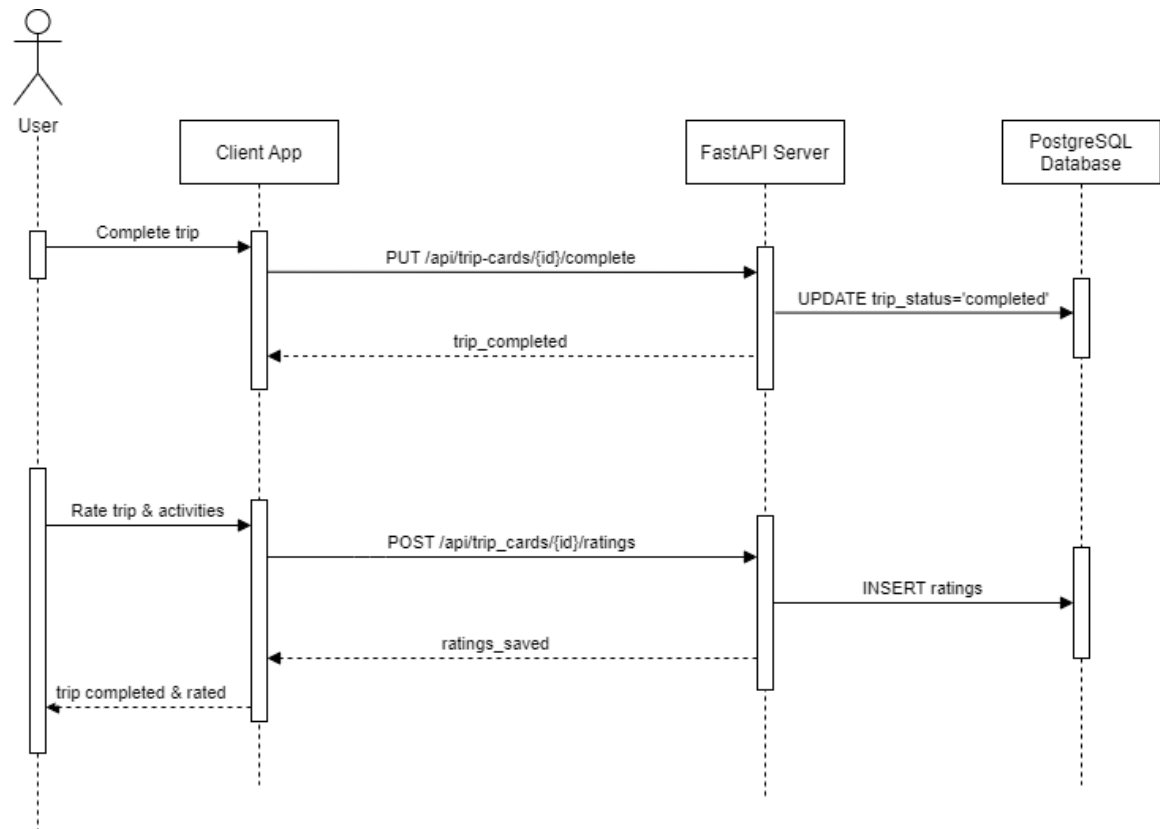 User
Client App
FastAPI Server
PostgreSQL
Database
Complete trip
PUT /api/trip-cards/{id}/complete
UPDATE trip_status='completed'
trip_completed
Rate trip & activities
POST /api/trip_cards/{id}/ratings
INSERT ratings
ratings_saved
trip completed & rated